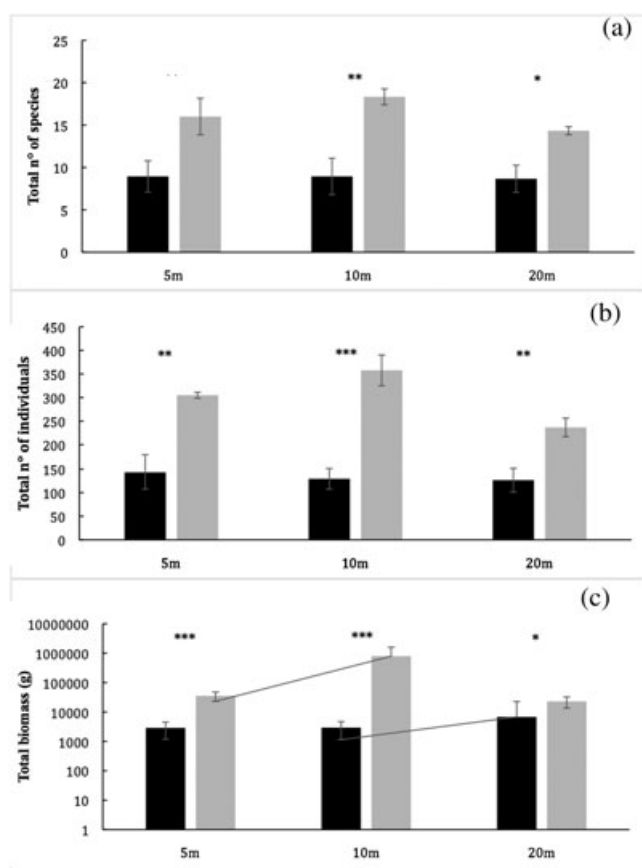 (a)
Total n° of species
25
20
15
10
5
0
** *
5m 10m 20m
(b)
Total n° of individuals
450
400
350
300
250
200
150
100
50
0
** *** **
5m 10m 20m
(c)
Total biomass (g)
10000000
1000000
100000
10000
1000
100
10
1
*** *** *
5m 10m 20m